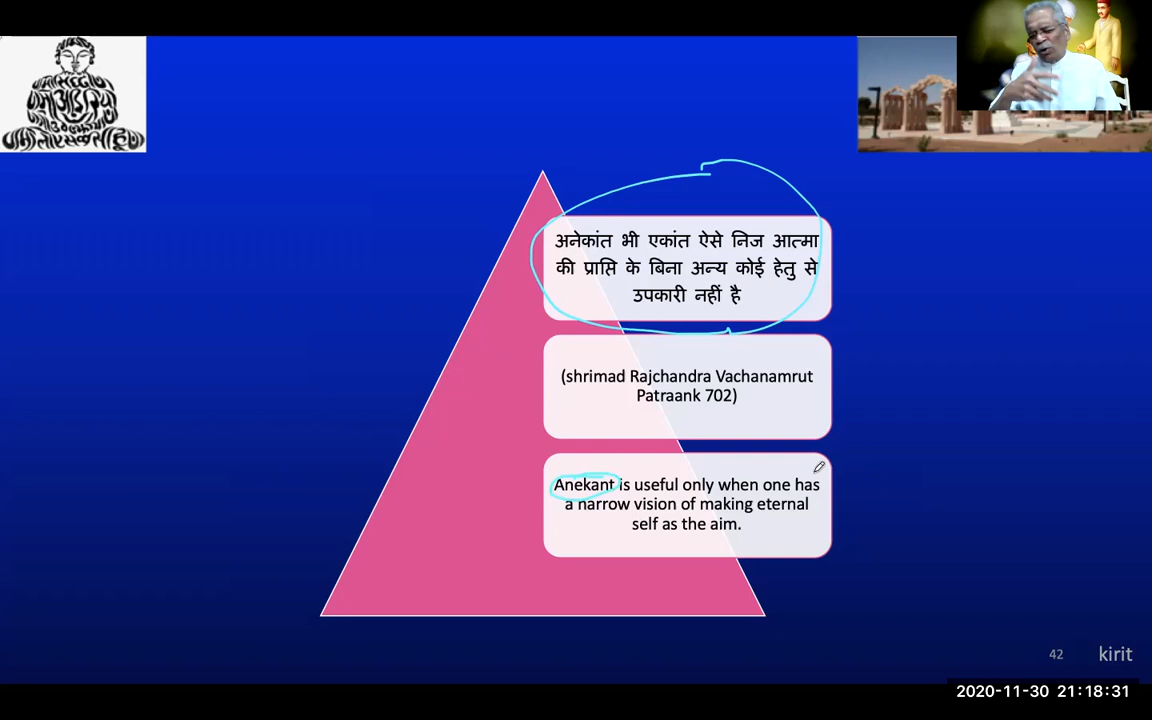 अनेकांत भी एकांत ऐसे निज आत्मा
की प्राप्ति के बिना अन्य कोई हेतु से
उपकारी नहीं है
(shrimad Rajchandra Vachanamrut
Patraank 702)
Anekant is useful only when one has
a narrow vision of making eternal
self as the aim.
42 kirit
2020-11-30 21:18:31